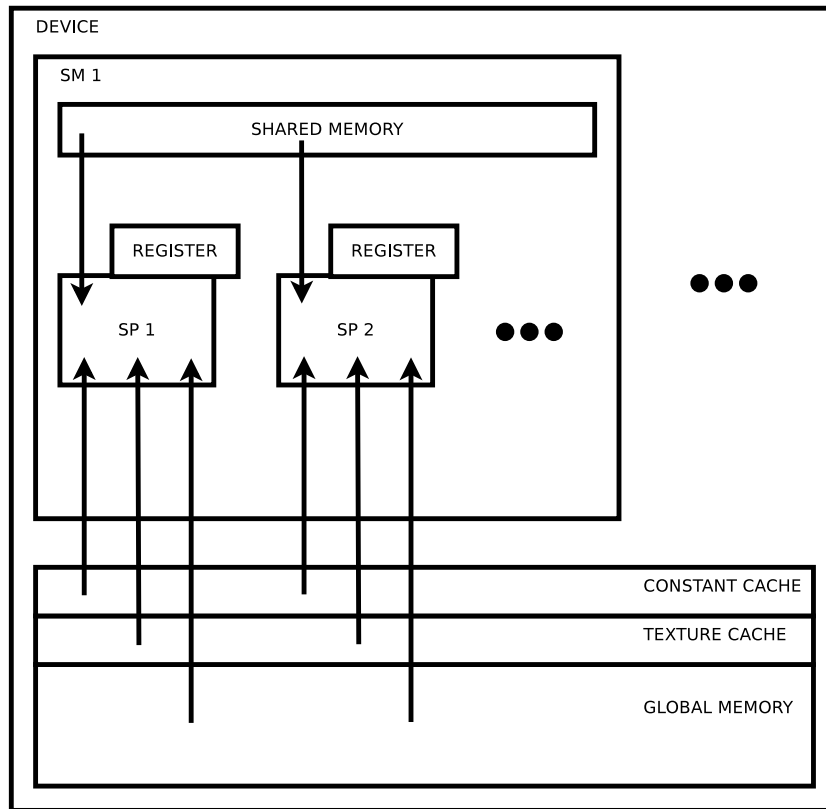 DEVICE
SM 1
SHARED MEMORY
REGISTER
REGISTER
SP 1
SP 2
CONSTANT CACHE
TEXTURE CACHE
GLOBAL MEMORY